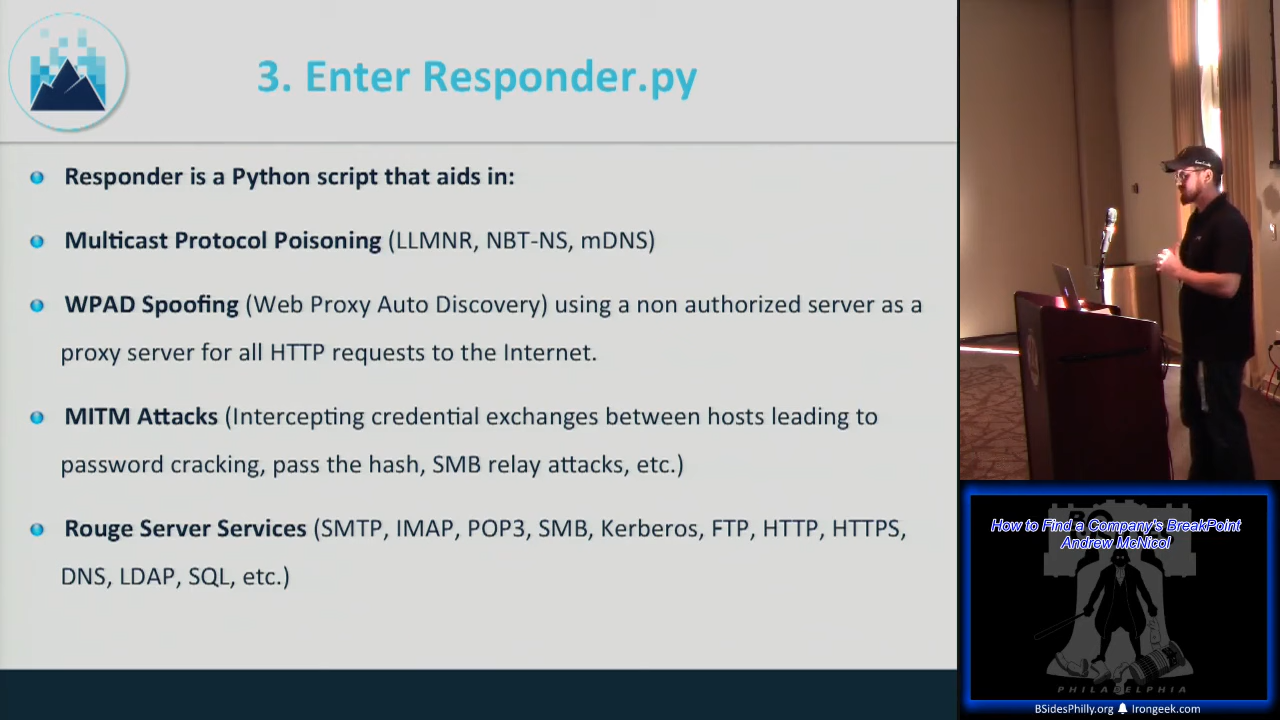 3. Enter Responder.py
Responder is a Python script that aids in:
Multicast Protocol Poisoning (LLMNR, NBT-NS, mDNS)
WPAD Spoofing (Web Proxy Auto Discovery) using a non authorized server as a
proxy server for all HTTP requests to the Internet.
MITM Attacks (Intercepting credential exchanges between hosts leading to
password cracking, pass the hash, SMB relay attacks, etc.)
Rouge Server Services (SMTP, IMAP, POP3, SMB, Kerberos, FTP, HTTP, HTTPS,
DNS, LDAP, SQL, etc.)
How to Find a Company's BreakPoint
Andrew McNicol
PHILADELPHIA
BSidesPhilly.org Irongeek.com